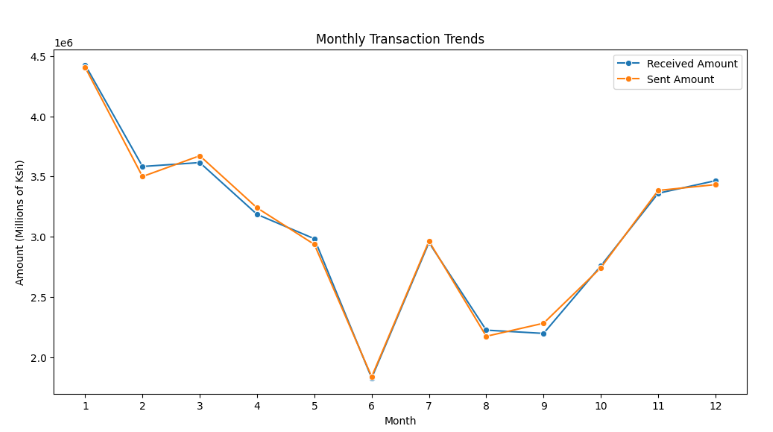 Monthly Transaction Trends
1e6
Received Amount
Sent Amount
4.5
4.0
3.5
3.0
2.5
2.0
Amount (Millions of Ksh)
1 2 3 4 5 6 7 8 9 10 11 12
Month